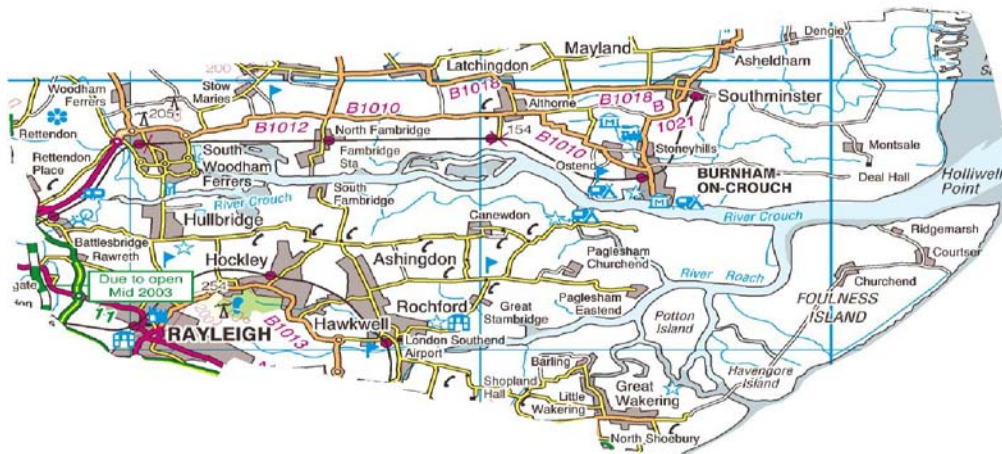 Dengie
Mayland
Asheldham
Latchingdon
200
Woodham
Ferrers
Stow
Maries
B1018
Althorne
B1018
B
1021
Southminster
205
B1010
Rettendon
B1012
North Fambridge
154
B1010
Montsale
Rettendon
Place
South
Woodham
Ferrers
Fambridge
Sta
Ostend
Stoneyhills
BURNHAM-
ON-CROUCH
Deal Hall
Holliwell
Point
South
Fambridge
River Crouch
Hullbridge
Canewdon
River Crouch
Ridgemarsh
Battlesbridge
Rawreth
Courtsend
Hockley
Ashingdon
Paglesham
Churchend
River Roach
Churchend
Due to open
Mid 2003
254
Rochford
Great
Stambridge
Paglesham
Eastend
FOULNESS
ISLAND
11
RAYLEIGH
B1013
Hawkwell
Potton
Island
London Southend
Airport
Barling
Havengore
Island
Shopland
Hall
Great
Wakering
Little
Wakering
North Shoebury